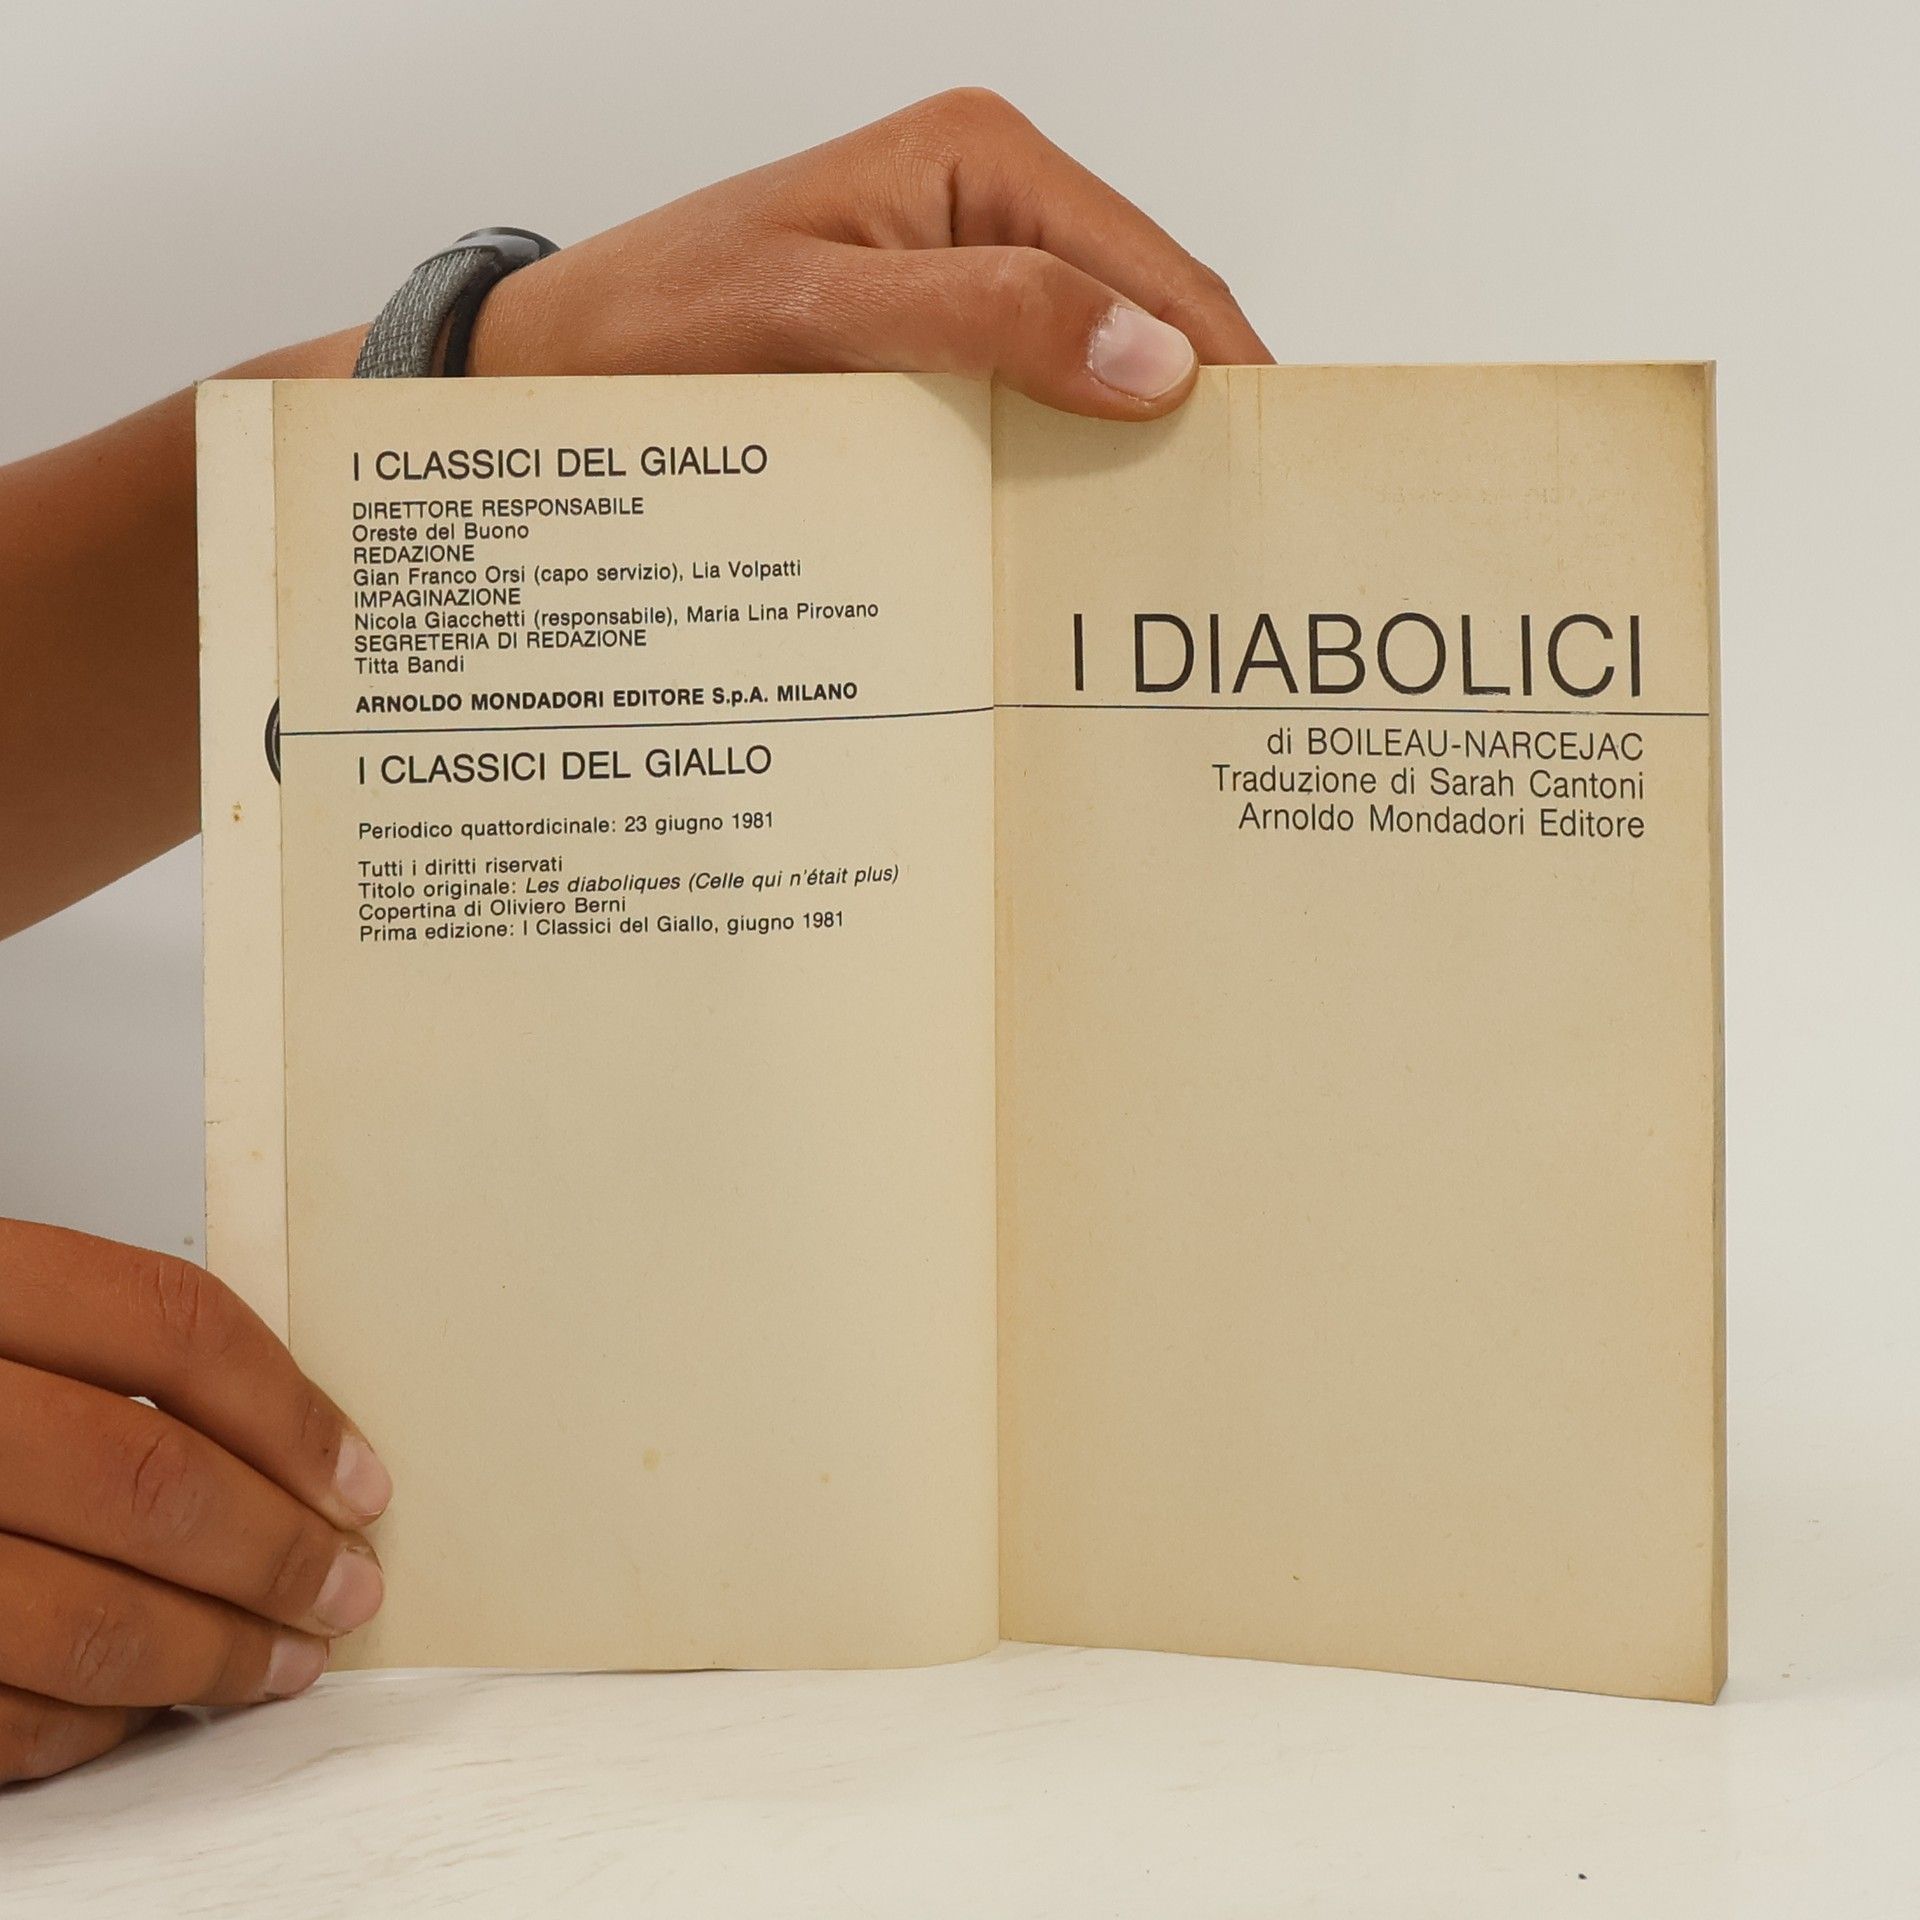 I CLASSICI DEL GIALLO
DIRETTORE RESPONSABILE
Oreste del Buono
REDAZIONE
Gian Franco Orsi (capo servizio), Lia Volpatti
IMPAGINAZIONE
Nicola Giacchetti (responsabile), Maria Lina Pirovano
SEGRETERIA DI REDAZIONE
Titta Bandi
ARNOLDO MONDADORI EDITORE S.p.A. MILANO
I CLASSICI DEL GIALLO
Periodico quattordicinale: 23 giugno 1981
Tutti i diritti riservati
Titolo originale: Les diaboliques (Celle qui n'était plus)
Copertina di Oliviero Berni
Prima edizione: I Classici del Giallo, giugno 1981
I DIABOLICI
di BOILEAU-NARCEJAC
Traduzione di Sarah Cantoni
Arnoldo Mondadori Editore